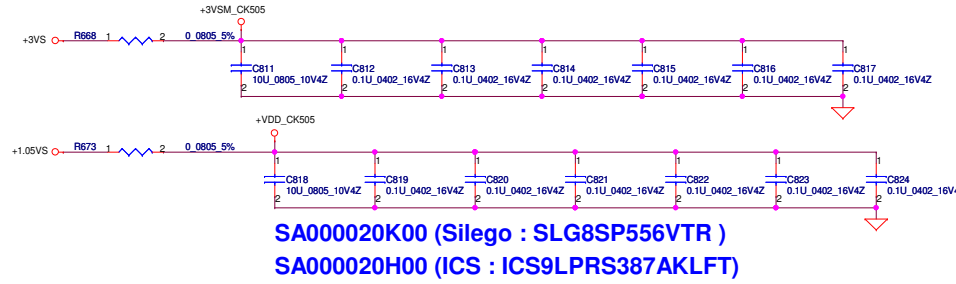 +3VSM_CK505
+3VS R668 1 2 0_0805_5%
1 1 1 1 1 1 1
C811 C812 C813 C814 C815 C816 C817
10U_0805_10V4Z 0.1U_0402_16V4Z 0.1U_0402_16V4Z 0.1U_0402_16V4Z 0.1U_0402_16V4Z 0.1U_0402_16V4Z 0.1U_0402_16V4Z
2 2 2 2 2 2 2
+VDD_CK505
+1.05VS R673 1 2 0_0805_5%
1 1 1 1 1 1 1
C818 C819 C820 C821 C822 C823 C824
10U_0805_10V4Z 0.1U_0402_16V4Z 0.1U_0402_16V4Z 0.1U_0402_16V4Z 0.1U_0402_16V4Z 0.1U_0402_16V4Z 0.1U_0402_16V4
2 2 2 2 2 2 2
SA000020K00 (Silego : SLG8SP556VTR )
SA000020H00 (ICS : ICS9LPRS387AKLFT)